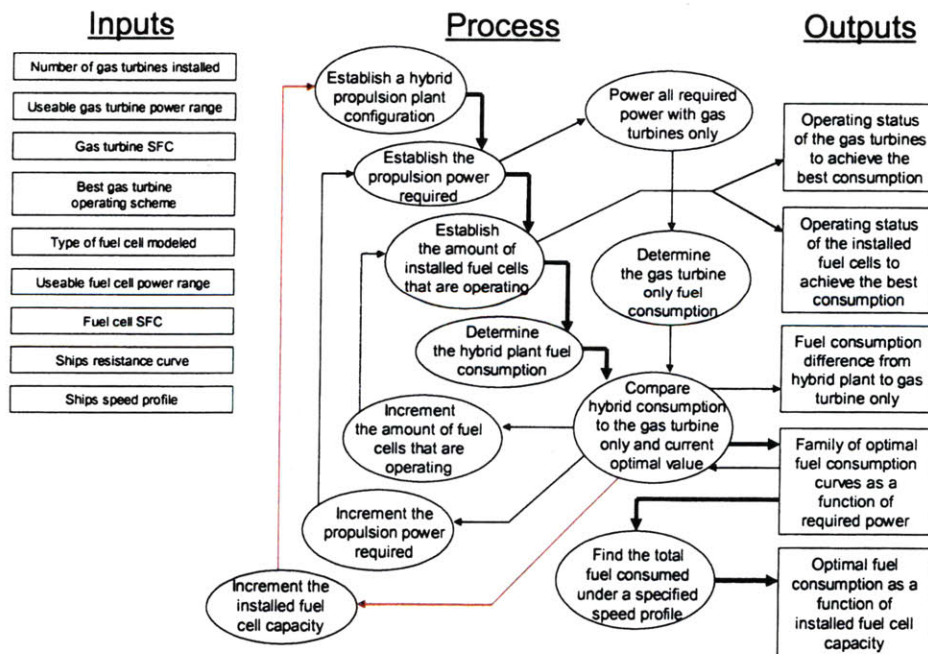 Inputs
Number of gas turbines installed
Useable gas turbine power range
Gas turbine SFC
Best gas turbine
operating scheme
Type of fuel cell modeled
Useable fuel cell power range
Fuel cell SFC
Ships resistance curve
Ships speed profile
Process
Establish a hybrid
propulsion plant
configuration
Power all required
power with gas
turbines only
Establish the
propulsion power
required
Establish
the amount of
installed fuel cells
that are operating
Determine
the gas turbine
only fuel
consumption
Determine
the hybrid plant fuel
consumption
Compare
hybrid consumption
to the gas turbine
only and current
optimal value
Increment
the amount of fuel
cells that are
operating
Increment the
propulsion power
required
Find the total
fuel consumed
under a specified
speed profile
Increment the
installed fuel
cell capacity
Outputs
Operating status
of the gas turbines
to achieve the
best consumption
Operating status
of the installed
fuel cells to
achieve the best
consumption
Fuel consumption
difference from
hybrid plant to gas
turbine only
Family of optimal
fuel consumption
curves as a
function of
required power
Optimal fuel
consumption as a
function of
installed fuel cell
capacity